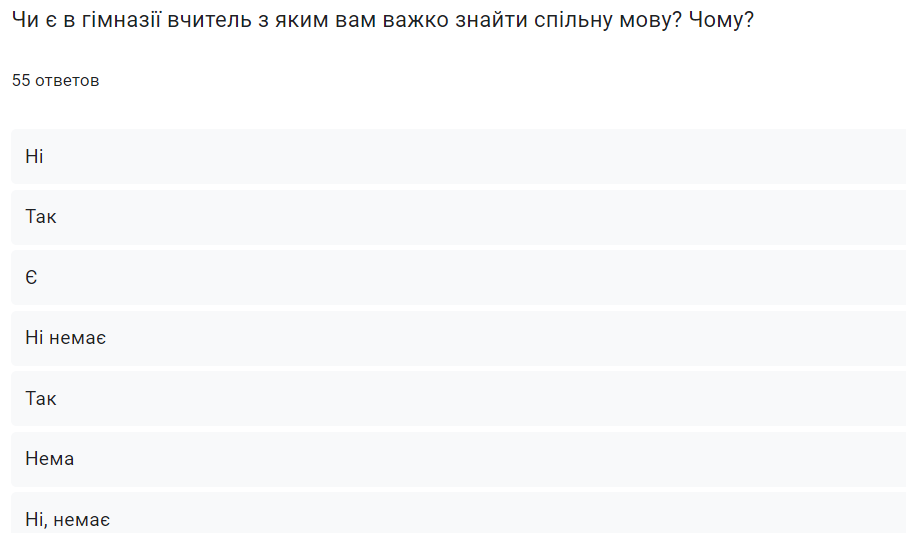 Чи є в гімназії вчитель з яким вам важко знайти спільну мову? Чому?
55 ответов
Ні
Так
Є
Ні немає
Так
Нема
Ні, немає